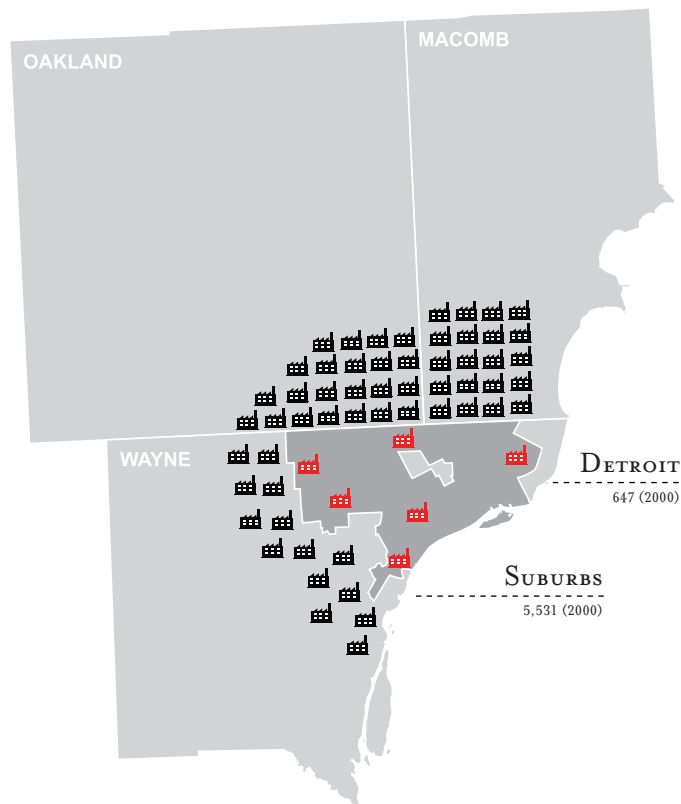 OAKLAND
MACOMB
WAYNE
Detroit
647 (2000)
Suburbs
5,531 (2000)